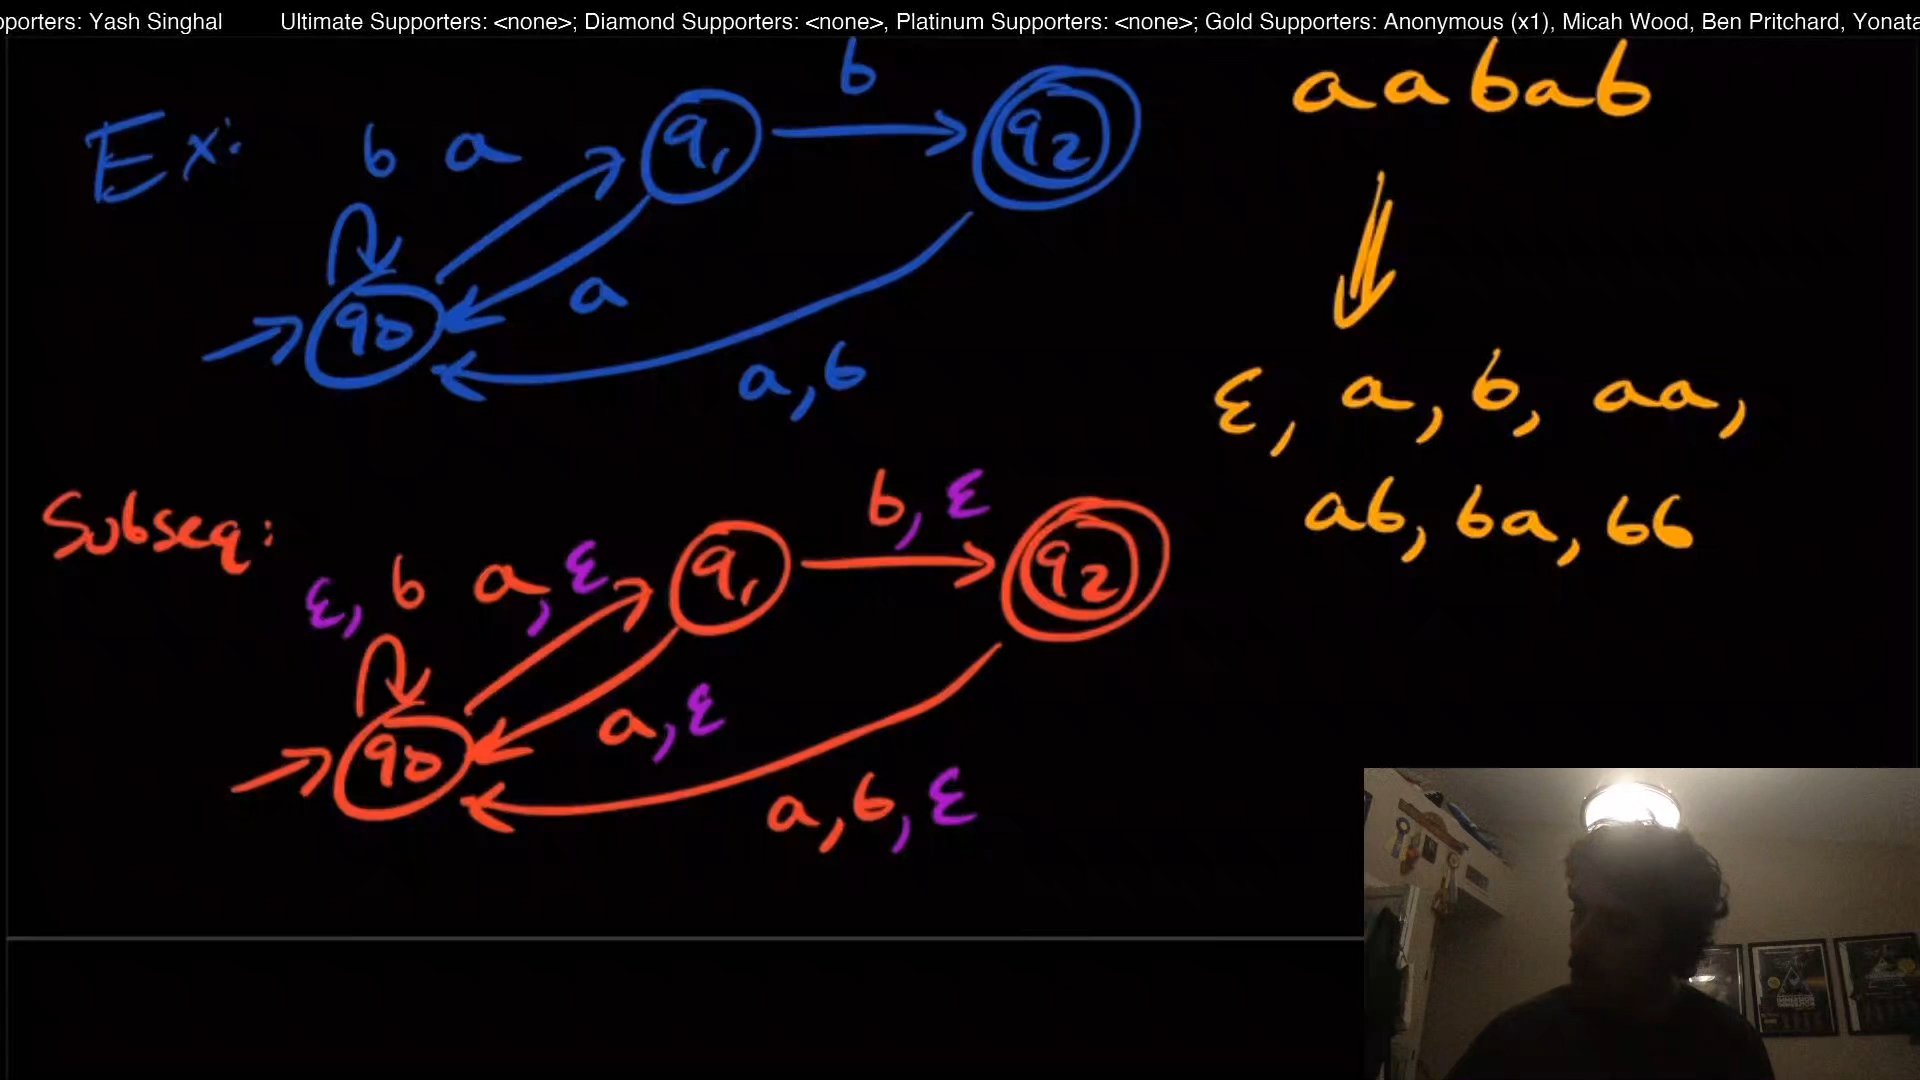 pporters: Yash Singhal Ultimate Supporters: <none>; Diamond Supporters: <none>, Platinum Supporters: <none>; Gold Supporters: Anonymous (x1), Micah Wood, Ben Pritchard, Yonata
Ex:
b a
q1
b
q2
q0
a
a,b
Subseq:
ε, b a, ε
q1
b, ε
q2
q0
a, ε
a, b, ε
aabab
ε, a, b, aa,
ab, ba, bb